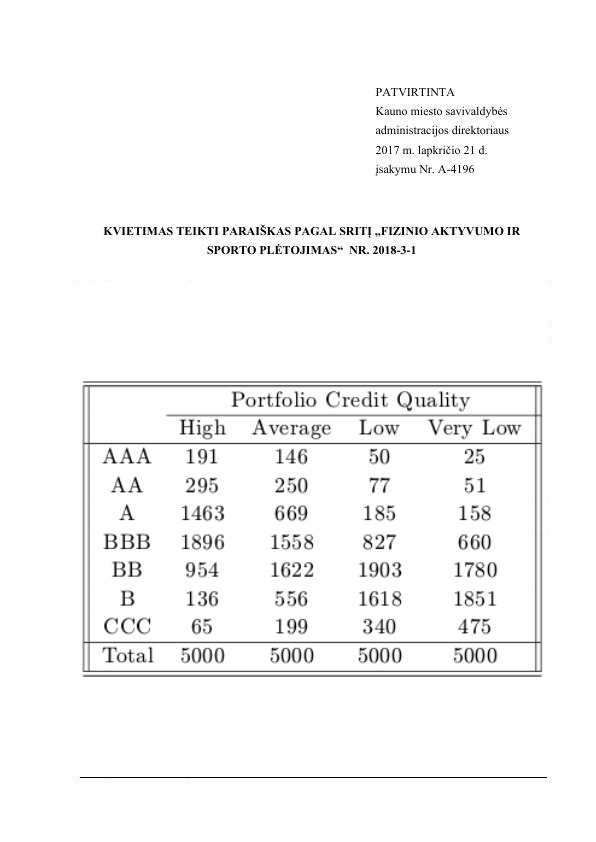 PATVIRTINTA
Kauno miesto savivaldybės
administracijos direktoriaus
2017 m. lapkričio 21 d.
įsakymu Nr. A-4196
KVIETIMAS TEIKTI PARAIŠKAS PAGAL SRITĮ „FIZINIO AKTYVUMO IR
SPORTO PLĖTOJIMAS“ NR. 2018-3-1
Portfolio Credit Quality
High Average Low Very Low
AAA 191 146 50 25
AA 295 250 77 51
A 1463 669 185 158
BBB 1896 1558 827 660
BB 954 1622 1903 1780
B 136 556 1618 1851
CCC 65 199 340 475
Total 5000 5000 5000 5000